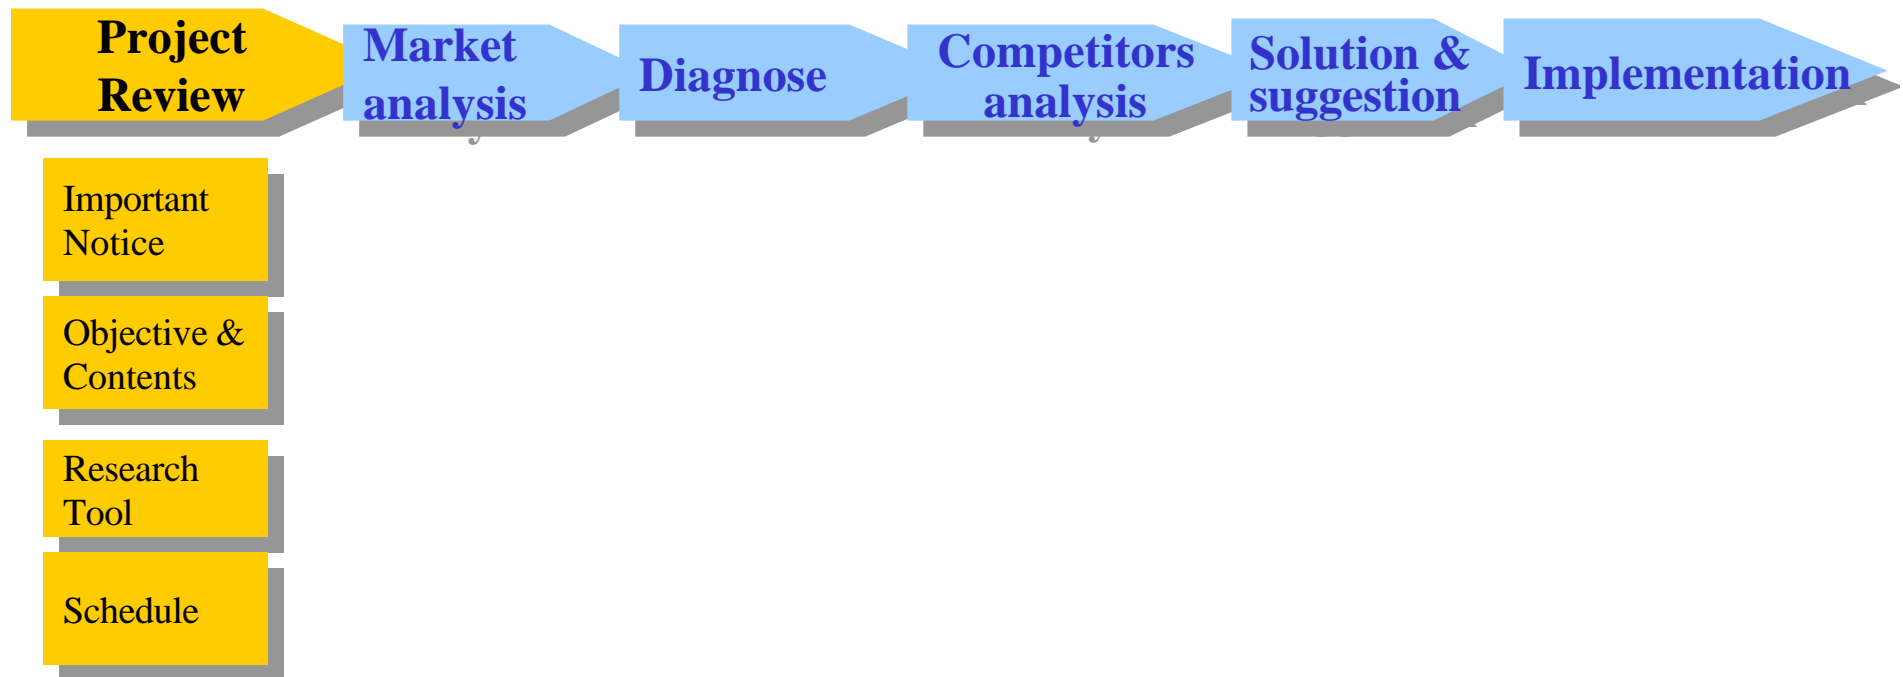 Project
Review
Market
analysis
Diagnose
Competitors
analysis
Solution &
suggestion
Implementation
Important
Notice
Objective &
Contents
Research
Tool
Schedule